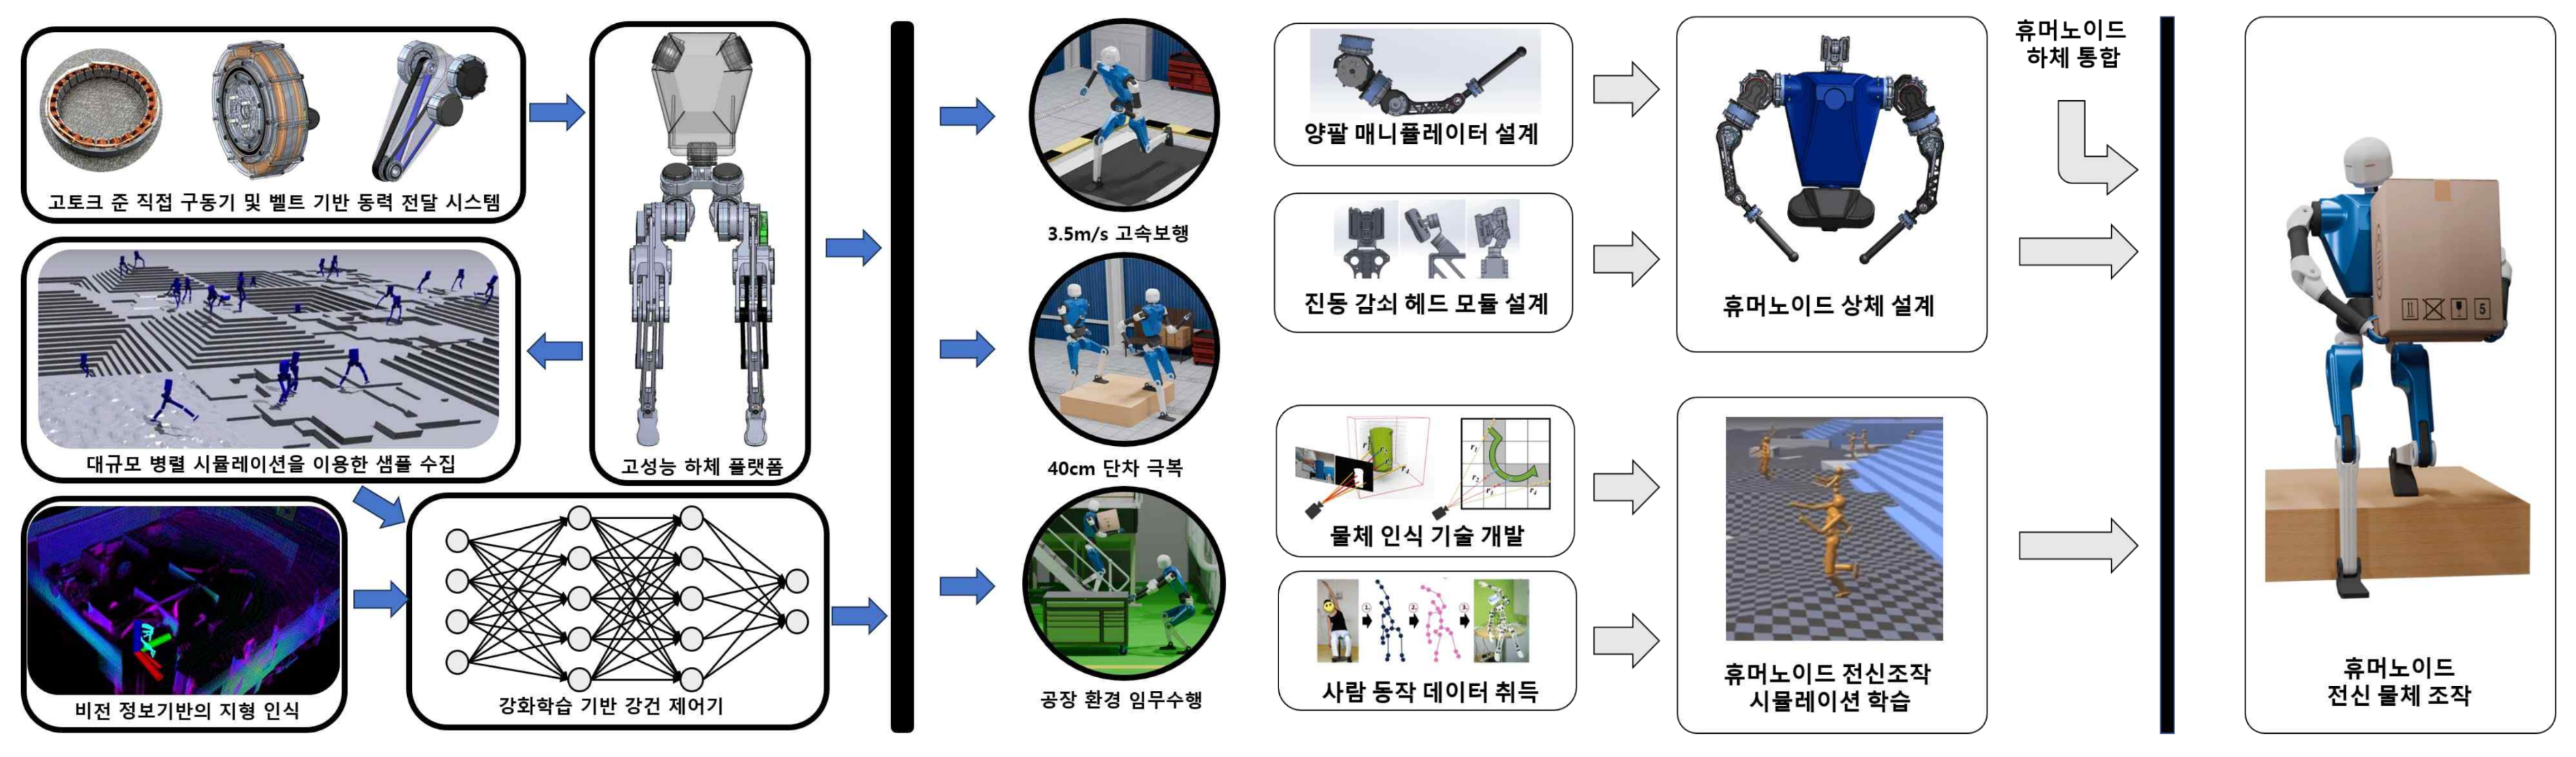 고토크 준 직접 구동기 및 벨트 기반 동력 전달 시스템
대규모 병렬 시뮬레이션을 이용한 샘플 수집
비전 정보기반의 지형 인식
고성능 하체 플랫폼
강화학습 기반 강건 제어기
3.5m/s 고속보행
40cm 단차 극복
공장 환경 임무수행
양팔 매니퓰레이터 설계
진동 감쇠 헤드 모듈 설계
물체 인식 기술 개발
1. 2. 3.
사람 동작 데이터 취득
휴머노이드 상체 설계
휴머노이드 전신조작
시뮬레이션 학습
휴머노이드
하체 통합
5
휴머노이드
전신 물체 조작